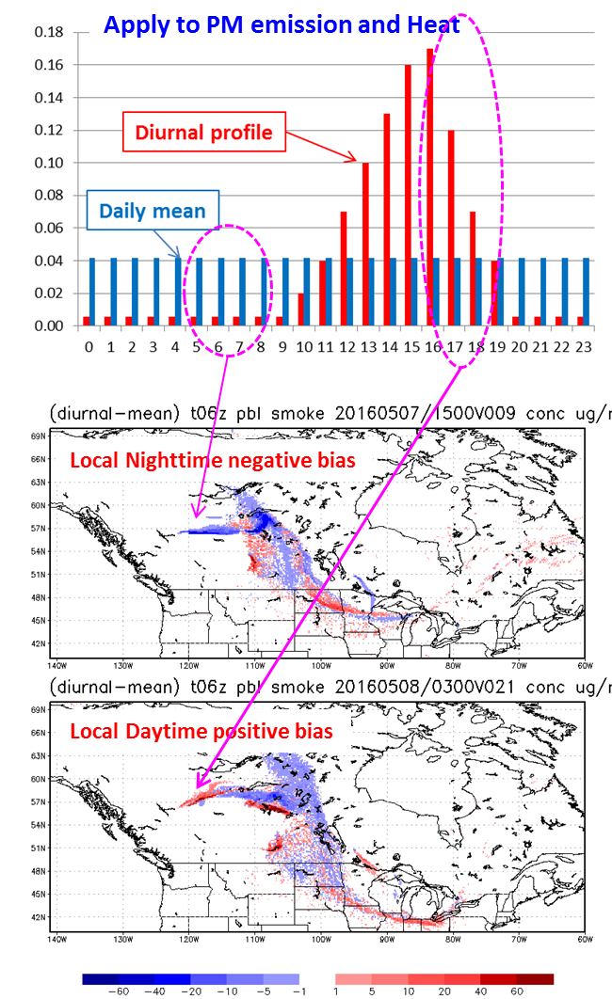 Apply to PM emission and Heat
0.18
0.16
0.14
0.12
0.10
0.08
0.06
0.04
0.02
0.00
Diurnal profile
Daily mean
0 1 2 3 4 5 6 7 8 9 10 11 12 13 14 15 16 17 18 19 20 21 22 23
(diurnal-mean) t06z pbl smoke 20160507/1500V009 conc ug/r
Local Nighttime negative bias
69N
66N
63N
60N
57N
54N
51N
48N
45N
42N
140W 130W 120W 110W 100W 90W 80W 70W 60W
(diurnal-mean) t06z pbl smoke 20160508/0300V021 conc ug/r
Local Daytime positive bias
69N
66N
63N
60N
57N
54N
51N
48N
45N
42N
140W 130W 120W 110W 100W 90W 80W 70W 60W
-60 -40 -20 -10 -5 -1 1 5 10 20 40 60